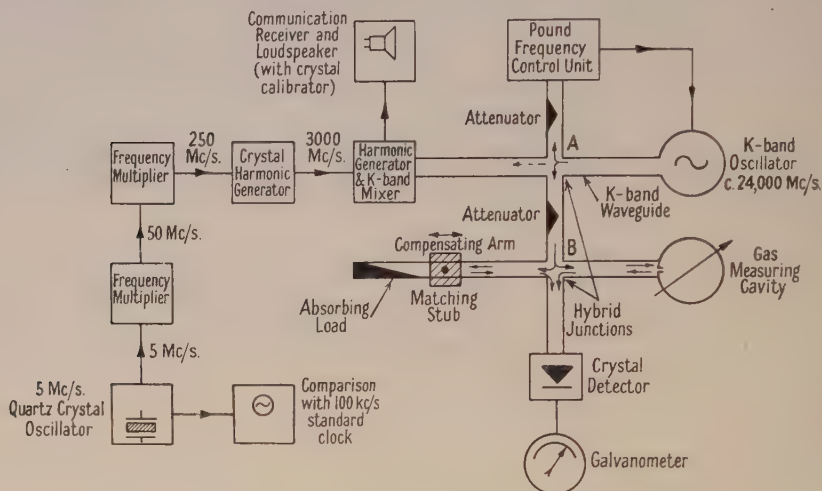 Communication
Receiver and
Loudspeaker
(with crystal
calibrator)
Pound
Frequency
Control Unit
Attenuator
A
K-band
Oscillator
c. 24,000 Mc/s.
250
Mc/s.
3000
Mc/s.
Frequency
Multiplier
Crystal
Harmonic
Generator
Harmonic
Generator
& K-band
Mixer
K-band
Waveguide
Attenuator
50 Mc/s.
Compensating Arm
B
Gas
Measuring
Cavity
Frequency
Multiplier
Absorbing
Load
Matching
Stub
Hybrid
Junctions
5 Mc/s.
5 Mc/s.
Quartz Crystal
Oscillator
Comparison
with 100 kc/s
standard
clock
Crystal
Detector
Galvanometer